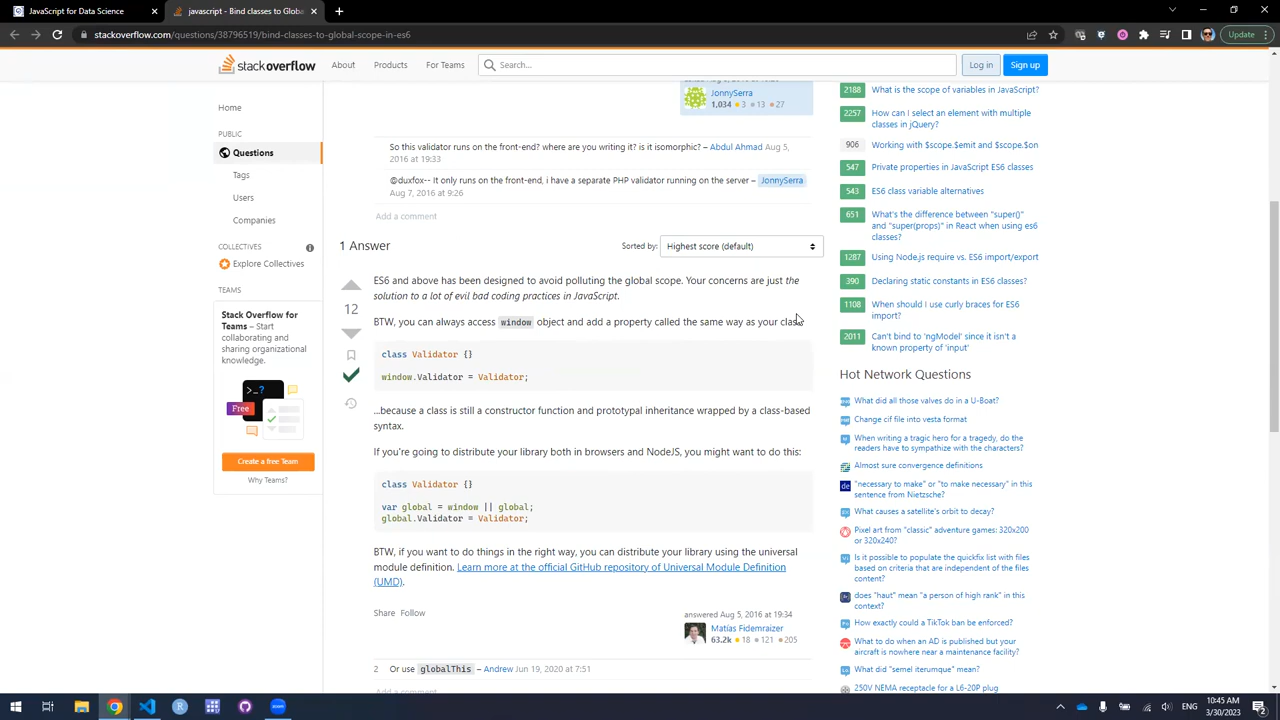 JavaScript for Data Science
javascript - Bind classes to
stackoverflow.com/questions/38796519/bind-classes-to-global-scope-in-es6
Update
stackoverflow
About
Products
For Teams
Search...
Log in
Sign up
Home
PUBLIC
Questions
Tags
Users
Companies
COLLECTIVES
Explore Collectives
TEAMS
Stack Overflow for
Teams – Start
collaborating and
sharing organizational
knowledge.
>_?
Free
Create a free Team
Why Teams?
JonnySerra
1,034 3 13 27
So this validator runs on the front-end? where are you writing it? is it isomorphic? – Abdul Ahmad Aug 5,
2016 at 19:33
@duxfox-- It only runs on the front-end, i have a separate PHP validator running on the server – JonnySerra
Aug 7, 2016 at 9:26
Add a comment
1 Answer
Sorted by:
Highest score (default)
12
ES6 and above has been designed to avoid polluting the global scope. Your concerns are just the
solution to a lot of evil bad coding practices in JavaScript.
BTW, you can always access window object and add a property called the same way as your class:
class Validator {}
window.Validator = Validator;
...because a class is still a constructor function and prototypal inheritance wrapped by a class-based
syntax.
If you're going to distribute your library both in browsers and NodeJS, you might want to do this:
class Validator {}
var global = window || global;
global.Validator = Validator;
BTW, if you want to do things in the right way, you can distribute your library using the universal
module definition. Learn more at the official GitHub repository of Universal Module Definition
(UMD).
Share Follow
answered Aug 5, 2016 at 19:34
Matías Fidemraizer
63.2k 18 121 205
2 Or use globalThis – Andrew Jun 19, 2020 at 7:51
Add a comment
2188 What is the scope of variables in JavaScript?
2257 How can I select an element with multiple
classes in jQuery?
906 Working with $scope.$emit and $scope.$on
547 Private properties in JavaScript ES6 classes
543 ES6 class variable alternatives
651 What's the difference between "super()"
and "super(props)" in React when using es6
classes?
1287 Using Node.js require vs. ES6 import/export
390 Declaring static constants in ES6 classes?
1108 When should I use curly braces for ES6
import?
2011 Can't bind to 'ngModel' since it isn't a
known property of 'input'
Hot Network Questions
What did all those valves do in a U-Boat?
Change cif file into vesta format
When writing a tragic hero for a tragedy, do the
readers have to sympathize with the characters?
Almost sure convergence definitions
de "necessary to make" or "to make necessary" in this
sentence from Nietzsche?
What causes a satellite's orbit to decay?
Pixel art from "classic" adventure games: 320x200
or 320x240?
Is it possible to populate the quickfix list with files
based on criteria that are independent of the files
content?
does "haut" mean "a person of high rank" in this
context?
How exactly could a TikTok ban be enforced?
What to do when an AD is published but your
aircraft is nowhere near a maintenance facility?
What did "semel iterumque" mean?
250V NEMA receptacle for a L6-20P plug
ENG
10:45 AM
3/30/2023